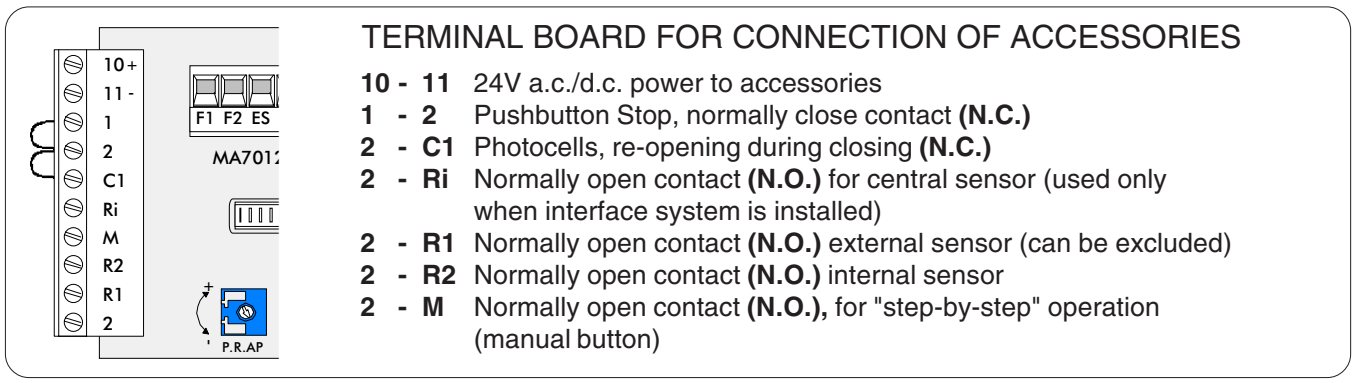 TERMINAL BOARD FOR CONNECTION OF ACCESSORIES
10 - 11 24V a.c./d.c. power to accessories
1 - 2 Pushbutton Stop, normally close contact (N.C.)
2 - C1 Photocells, re-opening during closing (N.C.)
2 - Ri Normally open contact (N.O.) for central sensor (used only
when interface system is installed)
2 - R1 Normally open contact (N.O.) external sensor (can be excluded)
2 - R2 Normally open contact (N.O.) internal sensor
2 - M Normally open contact (N.O.), for "step-by-step" operation
(manual button)
10 +
11 -
1
2
C1
Ri
M
R2
R1
2
F1 F2 ES
MA7012
+
-
P.R.AP